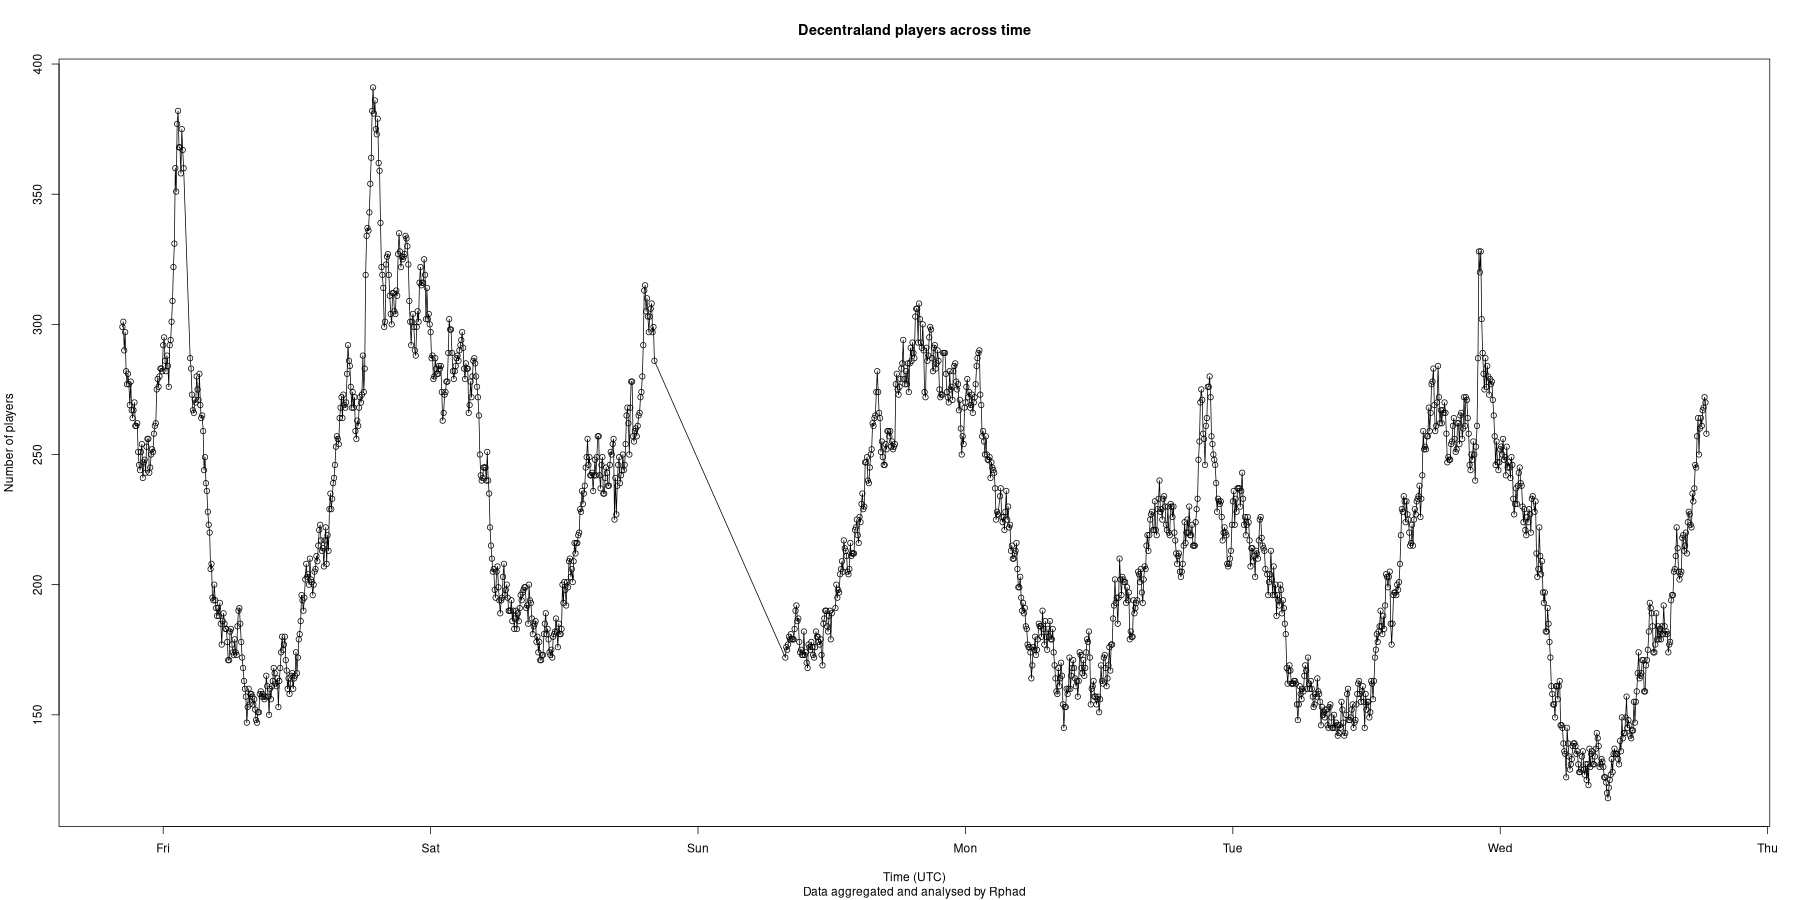 Decentraland players across time
Number of players
400
350
300
250
200
150
Fri Sat Sun Mon Tue Wed Thu
Time (UTC)
Data aggregated and analysed by Rphad